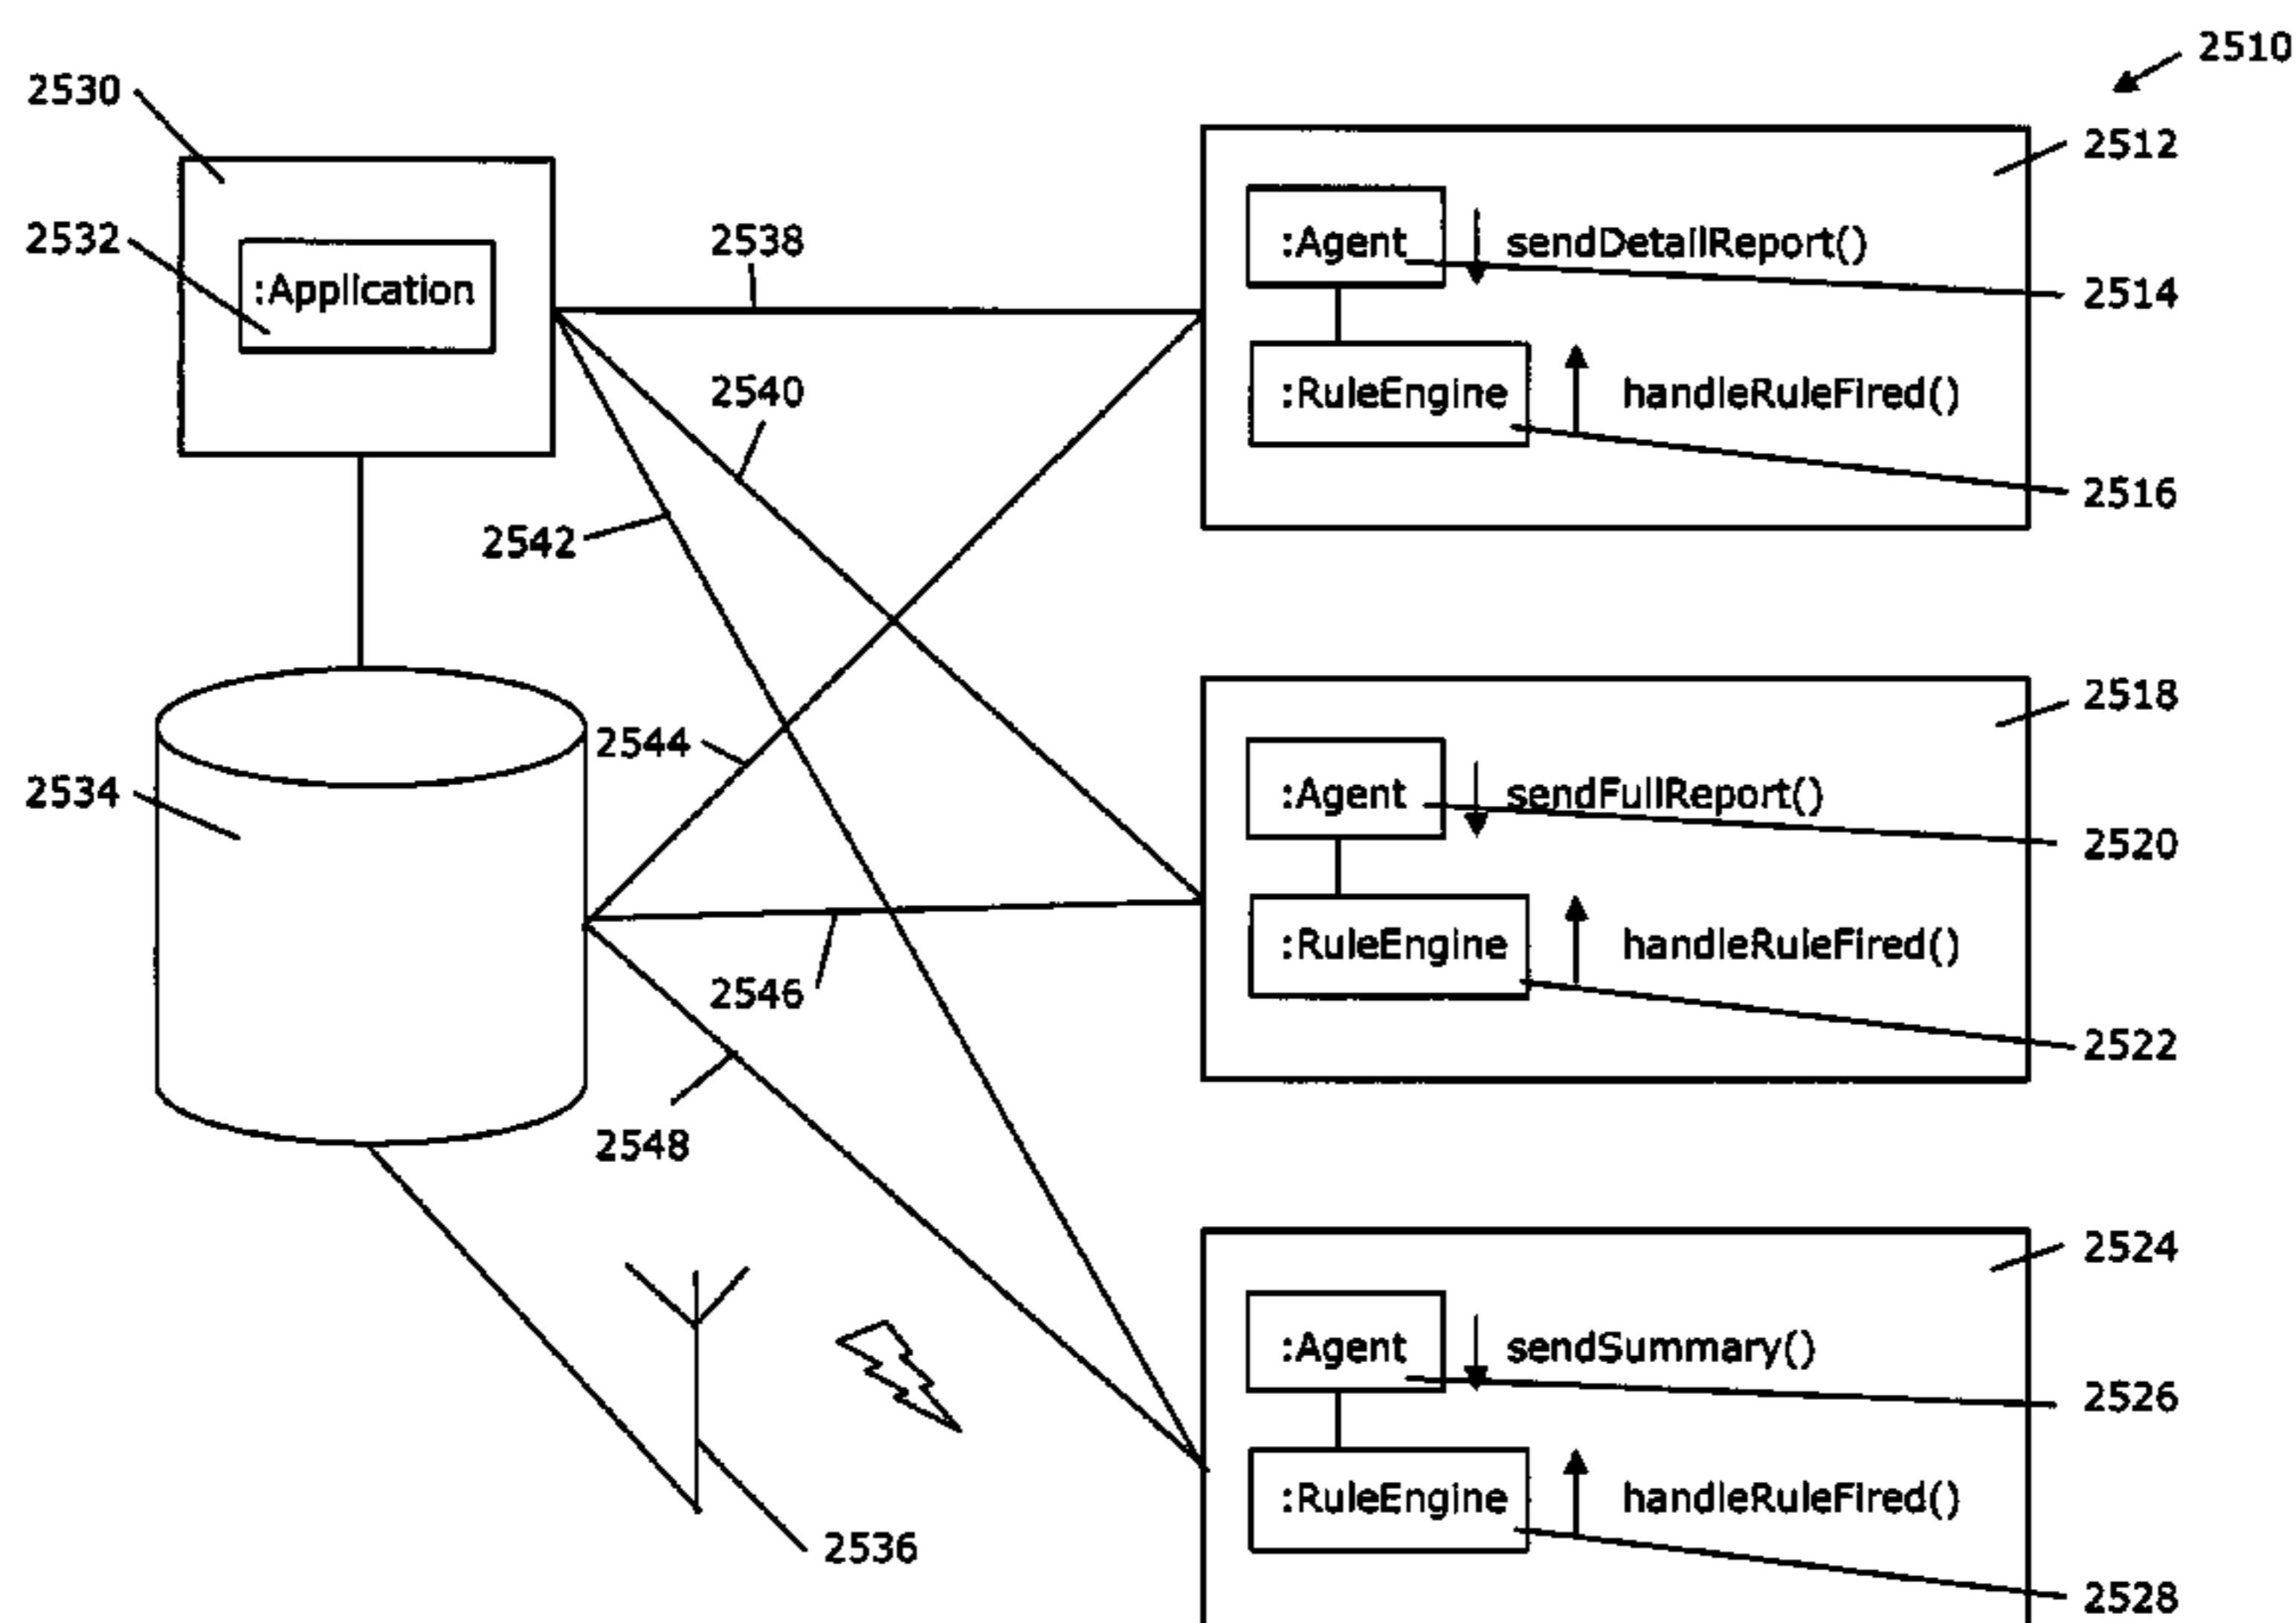 2510
2530
2512
2532
:Application
2538
:Agent
sendDetailReport()
2514
2540
:RuleEngine
handleRuleFired()
2516
2542
2518
2544
2534
:Agent
sendFullReport()
2520
:RuleEngine
handleRuleFired()
2546
2522
2548
2524
:Agent
sendSummary()
2526
:RuleEngine
handleRuleFired()
2536
2528